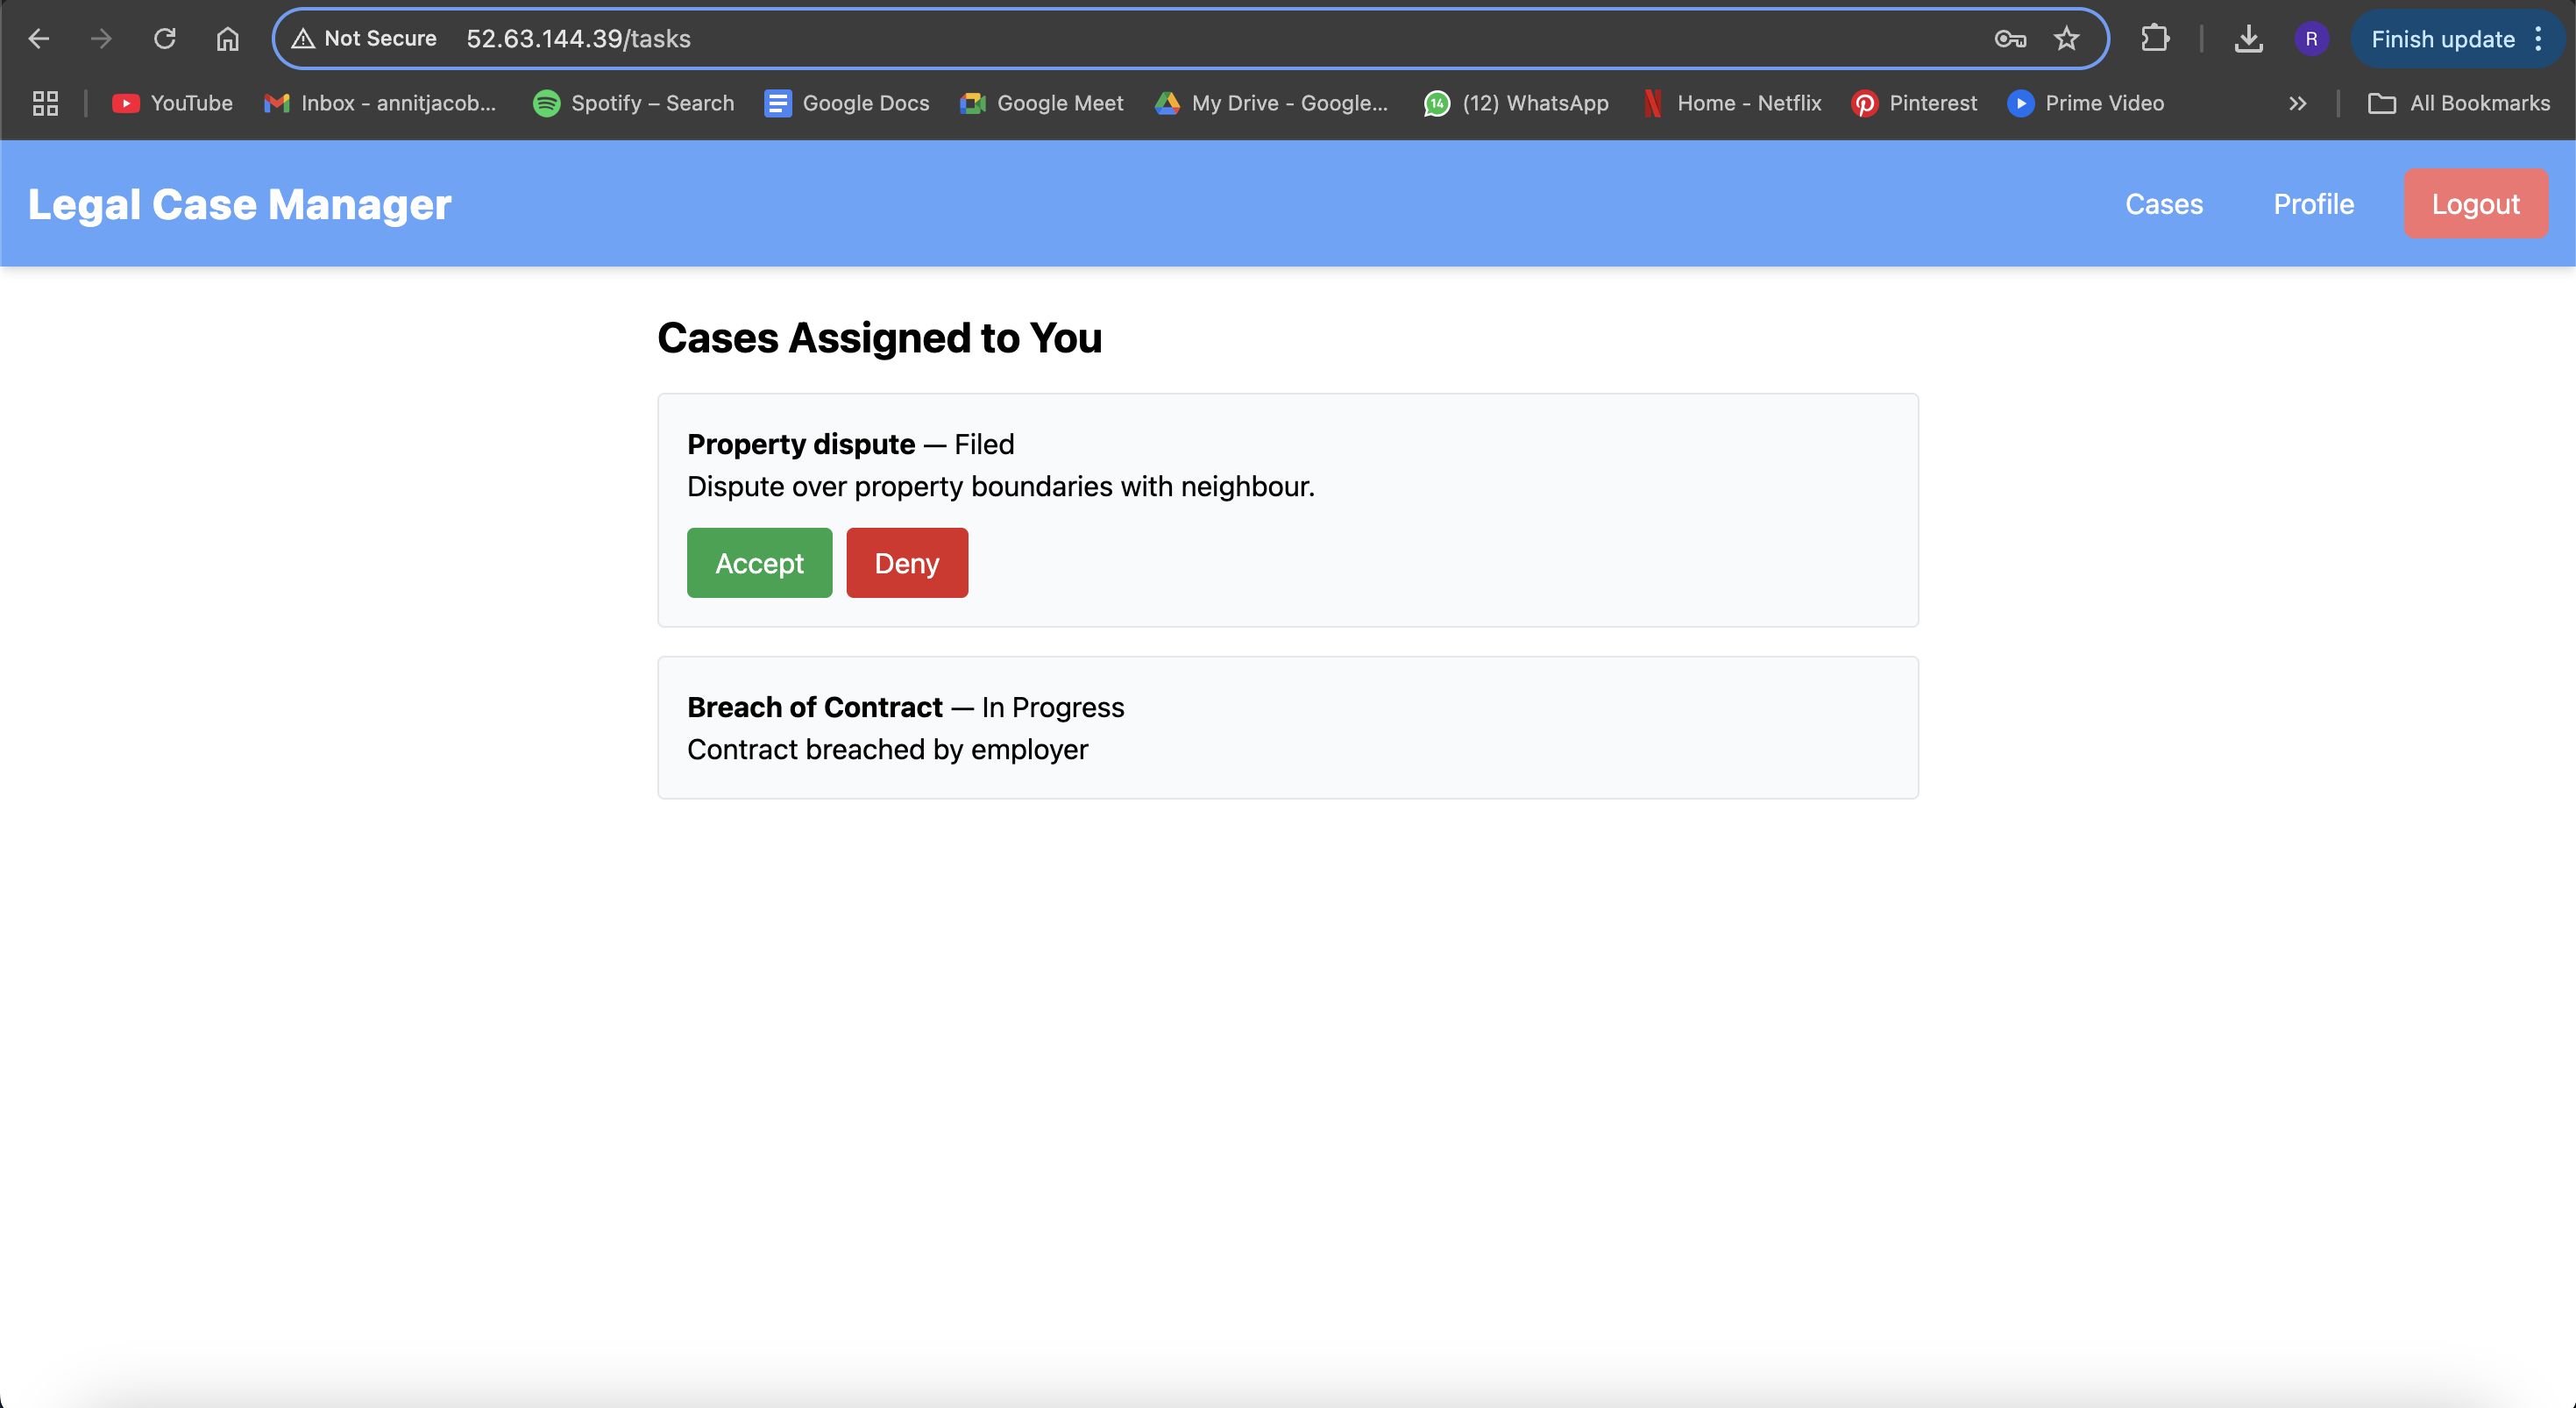 Not Secure 52.63.144.39/tasks R Finish update
YouTube Inbox - annitjacob... Spotify – Search Google Docs Google Meet My Drive - Google... 14 (12) WhatsApp Home - Netflix Pinterest Prime Video All Bookmarks
Legal Case Manager Cases Profile Logout
Cases Assigned to You
Property dispute — Filed
Dispute over property boundaries with neighbour.
Accept Deny
Breach of Contract — In Progress
Contract breached by employer